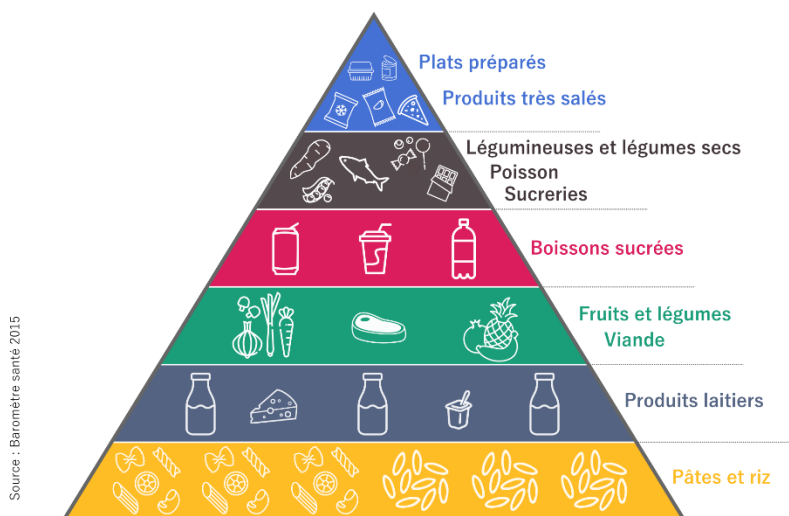 Plats préparés
Produits très salés
Légumineuses et légumes secs
Poisson
Sucreries
Boissons sucrées
Fruits et légumes
Viande
Produits laitiers
Pâtes et riz
Source : Baromètre santé 2015